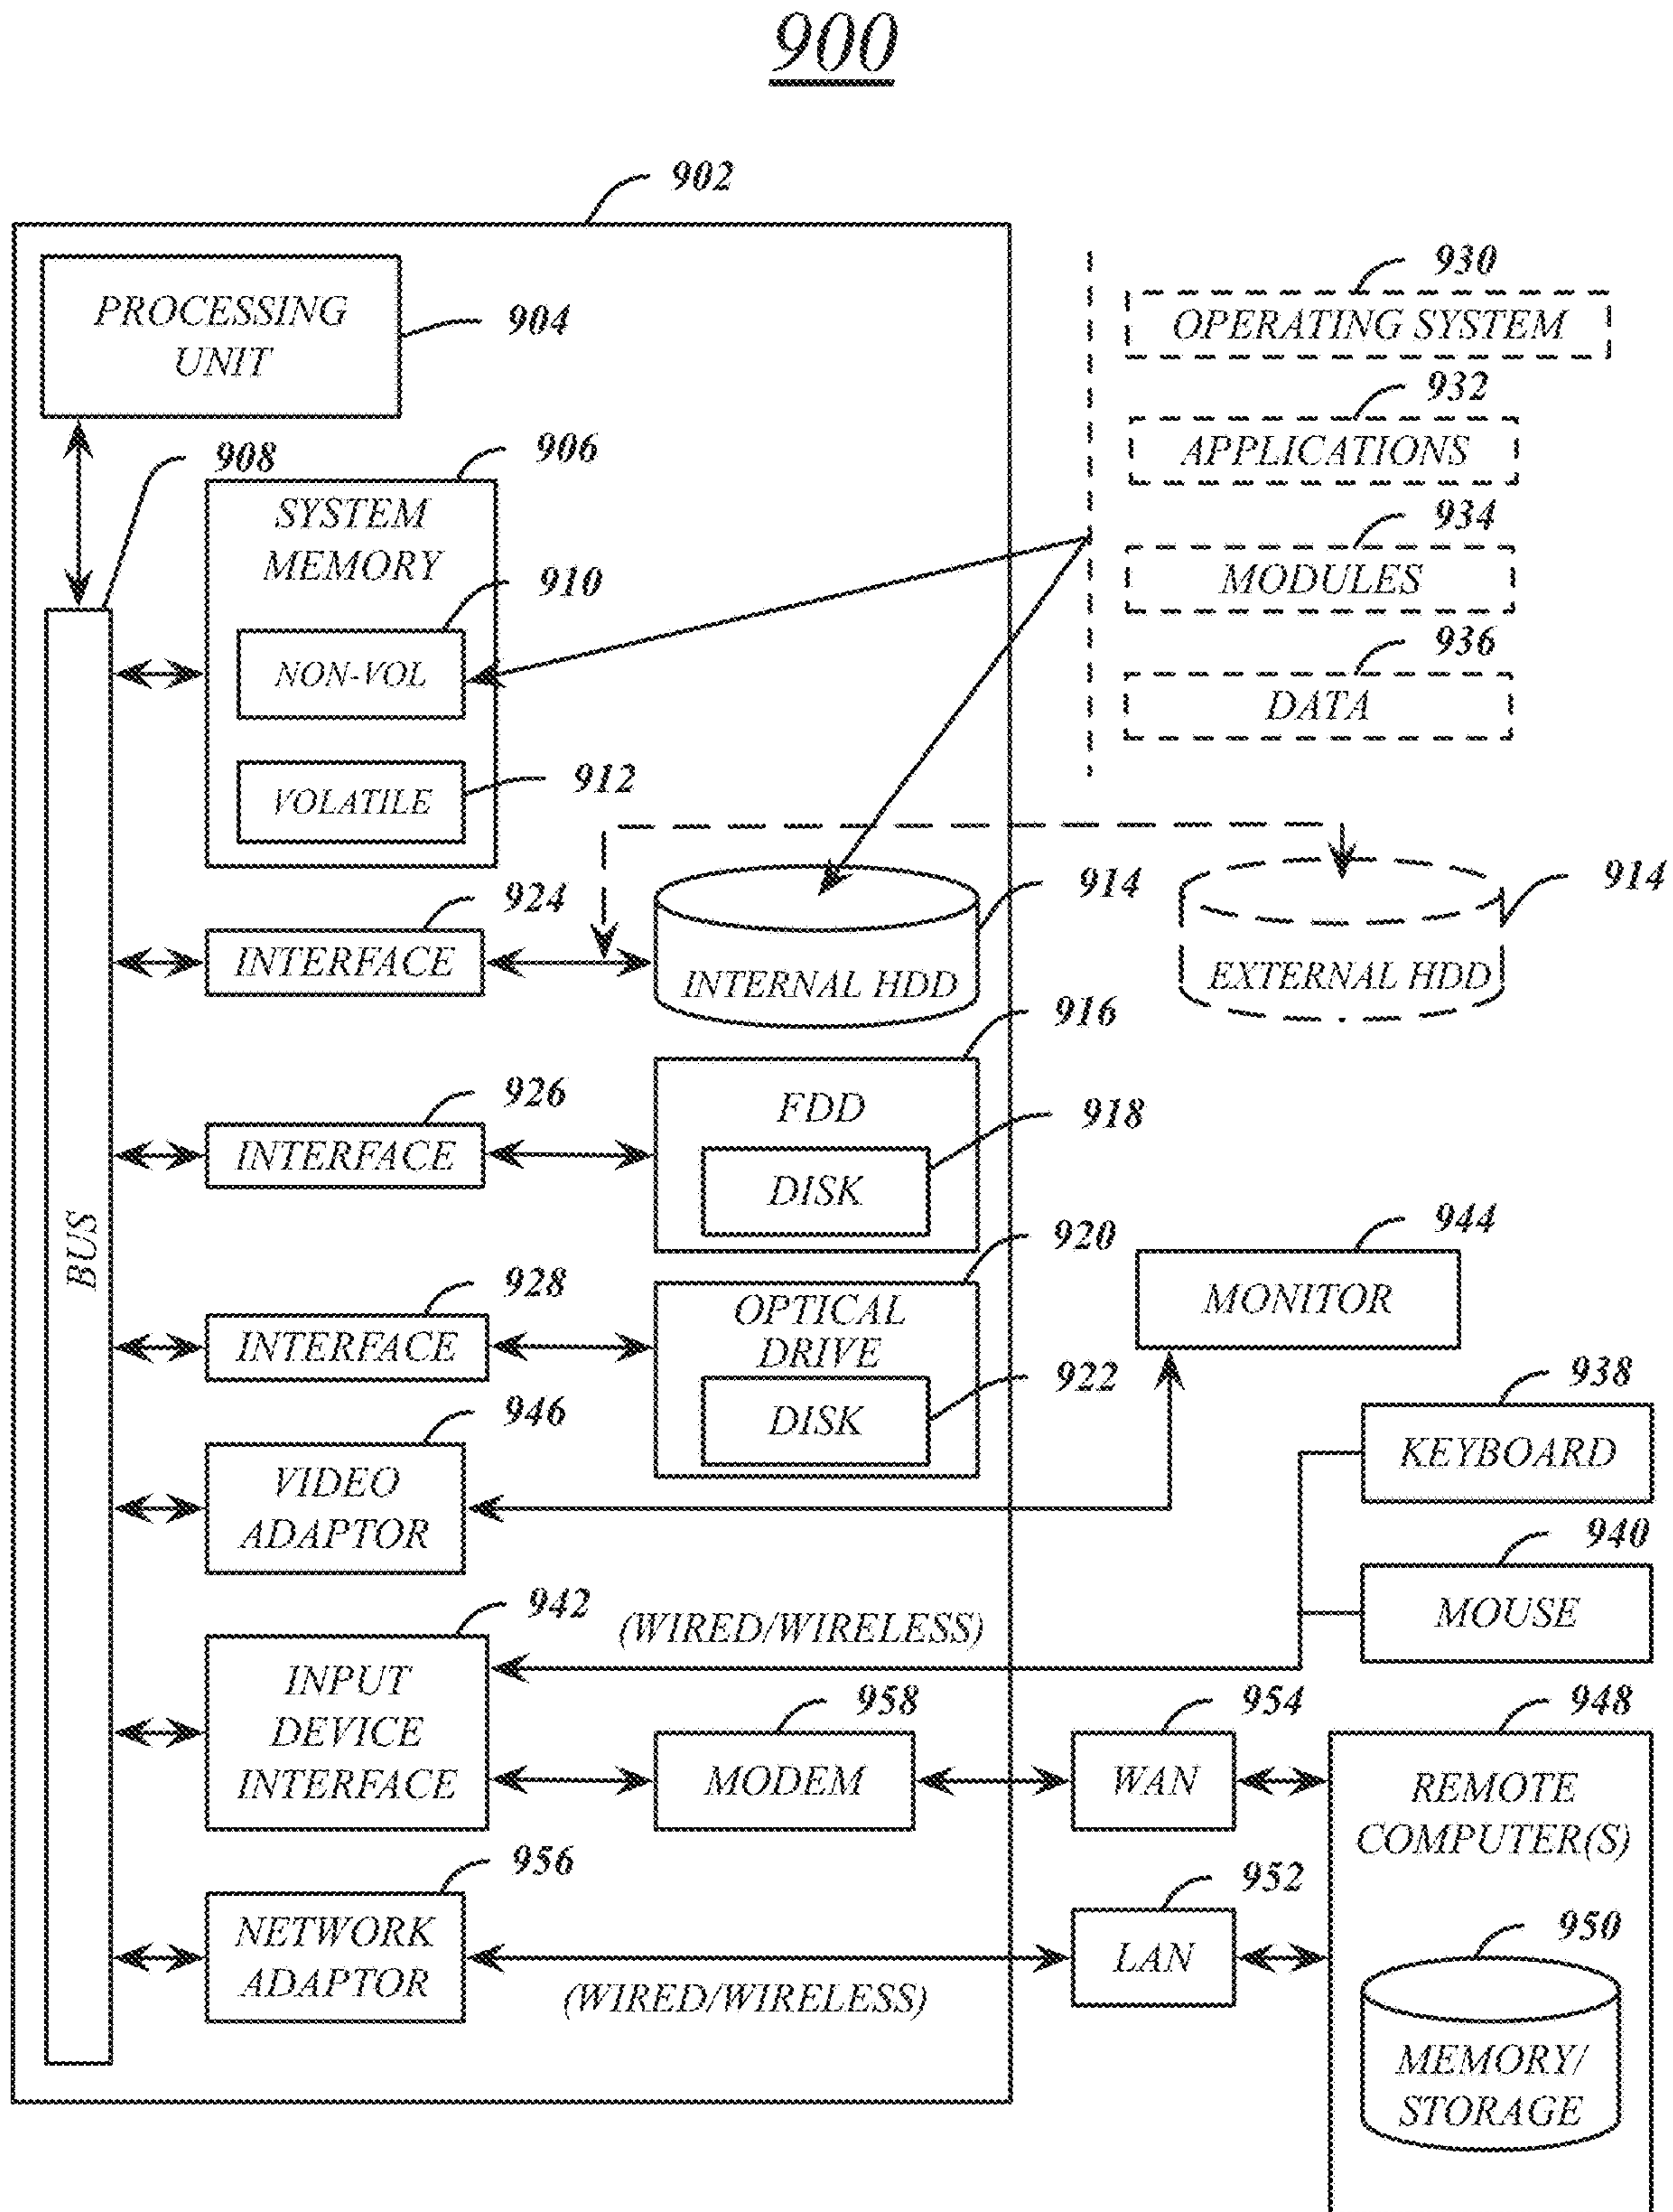 900
902
PROCESSING
UNIT
904
930
OPERATING SYSTEM
932
APPLICATIONS
934
MODULES
936
DATA
908
906
SYSTEM
MEMORY
910
NON-VOL
912
VOLATILE
BUS
924
INTERFACE
914
INTERNAL HDD
914
EXTERNAL HDD
926
INTERFACE
916
FDD
918
DISK
928
INTERFACE
920
OPTICAL
DRIVE
922
DISK
944
MONITOR
946
VIDEO
ADAPTOR
938
KEYBOARD
940
MOUSE
942
INPUT
DEVICE
INTERFACE
(WIRED/WIRELESS)
958
MODEM
954
WAN
948
REMOTE
COMPUTER(S)
956
NETWORK
ADAPTOR
(WIRED/WIRELESS)
952
LAN
950
MEMORY/
STORAGE